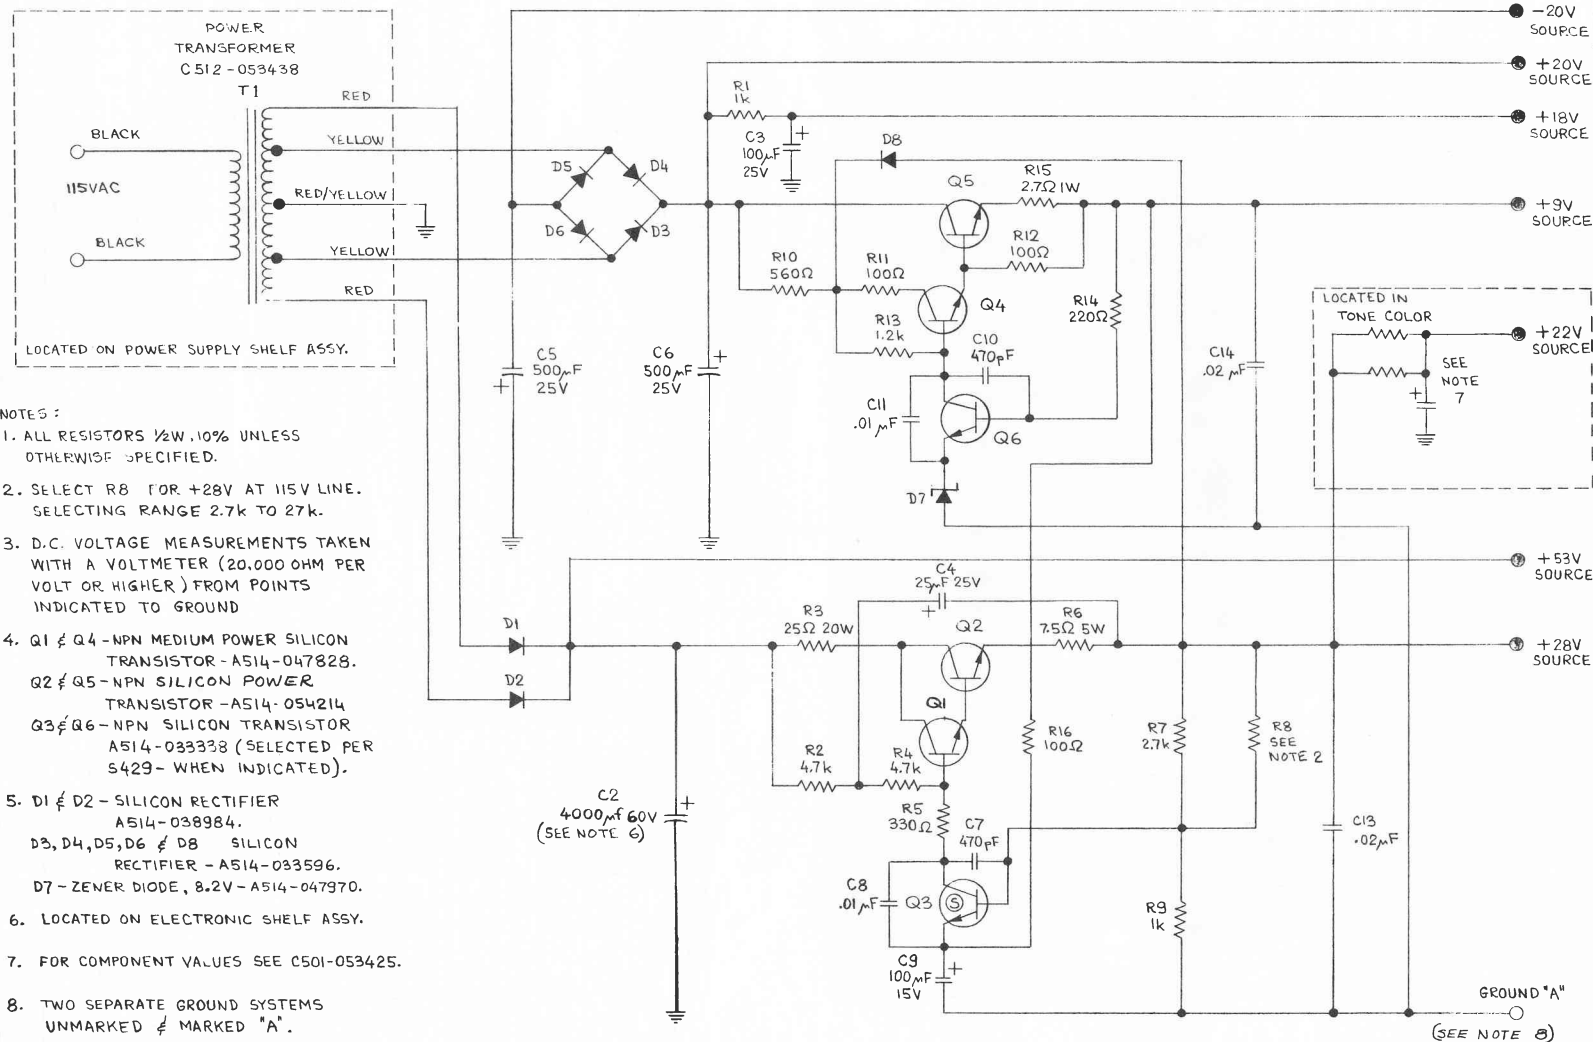 POWER
TRANSFORMER
C512-053438
T1
BLACK
115VAC
BLACK
RED
YELLOW
RED/YELLOW
YELLOW
RED
LOCATED ON POWER SUPPLY SHELF ASSY.
D5
D4
D6
D3
R1
1k
C3
100μF
25V
+
D8
Q5
R15
2.7Ω 1W
R12
100Ω
R10
560Ω
R11
100Ω
Q4
R13
1.2k
C10
470pF
R14
220Ω
C11
.01μF
Q6
D7
C14
.02μF
C5
500μF
25V
+
C6
500μF
25V
+
-20V
SOURCE
+20V
SOURCE
+18V
SOURCE
+9V
SOURCE
LOCATED IN
TONE COLOR
+22V
SOURCE
SEE
NOTE
7
+
+53V
SOURCE
+28V
SOURCE
NOTES:
1. ALL RESISTORS 1/2W, 10% UNLESS
OTHERWISE SPECIFIED.
2. SELECT R8 FOR +28V AT 115V LINE.
SELECTING RANGE 2.7k TO 27k.
3. D.C. VOLTAGE MEASUREMENTS TAKEN
WITH A VOLTMETER (20,000 OHM PER
VOLT OR HIGHER) FROM POINTS
INDICATED TO GROUND
4. Q1 & Q4-NPN MEDIUM POWER SILICON
TRANSISTOR-A514-047828.
Q2 & Q5-NPN SILICON POWER
TRANSISTOR-A514-054214
Q3 & Q6-NPN SILICON TRANSISTOR
A514-033338 (SELECTED PER
S429- WHEN INDICATED).
5. D1 & D2-SILICON RECTIFIER
A514-038984.
D3, D4, D5, D6 & D8 SILICON
RECTIFIER-A514-033596.
D7-ZENER DIODE, 8.2V-A514-047970.
6. LOCATED ON ELECTRONIC SHELF ASSY.
7. FOR COMPONENT VALUES SEE C501-053425.
8. TWO SEPARATE GROUND SYSTEMS
UNMARKED & MARKED "A".
D1
D2
C4
25μF 25V
+
R3
25Ω 20W
Q2
R6
7.5Ω 5W
Q1
R2
4.7k
R4
4.7k
R16
100Ω
R7
2.7k
R8
SEE
NOTE 2
C2
4000μf 60V
(SEE NOTE 6)
+
R5
330Ω
C7
470pF
C8
.01μF
Q3
S
C9
100μF
15V
+
R9
1k
C13
.02μF
GROUND "A"
(SEE NOTE 8)